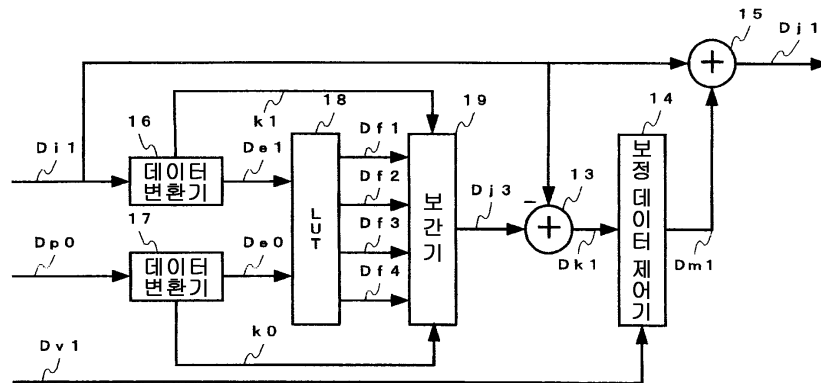 15
Dj1
16
k1
18
19
14
Di1
데이터
변환기
De1
LUT
Df1
Df2
Df3
Df4
보간기
Dj3
−
13
Dk1
보정 데이터 제어기
Dm1
17
Dp0
데이터
변환기
De0
k0
Dv1